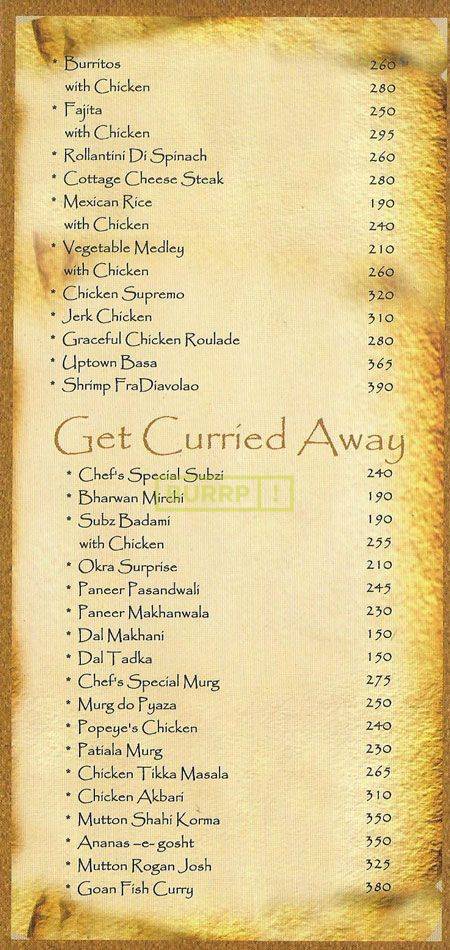 * Burritos 260
with Chicken 280
* Fajita 250
with Chicken 295
* Rollantini Di Spinach 260
* Cottage Cheese Steak 280
* Mexican Rice 190
with Chicken 240
* Vegetable Medley 210
with Chicken 260
* Chicken Supremo 320
* Jerk Chicken 310
* Graceful Chicken Roulade 280
* Uptown Basa 365
* Shrimp FraDiavolao 390
Get Curried Away
* Chef's Special Subzi 240
BURRP!
* Bharwan Mirchi 190
* Subz Badami 190
with Chicken 255
* Okra Surprise 210
* Paneer Pasandwali 245
* Paneer Makhanwala 230
* Dal Makhani 150
* Dal Tadka 150
* Chef's Special Murg 275
* Murg do Pyaza 250
* Popeye's Chicken 240
* Patiala Murg 230
* Chicken Tikka Masala 265
* Chicken Akbari 310
* Mutton Shahi Korma 350
* Ananas –e- gosht 350
* Mutton Rogan Josh 325
* Goan Fish Curry 380